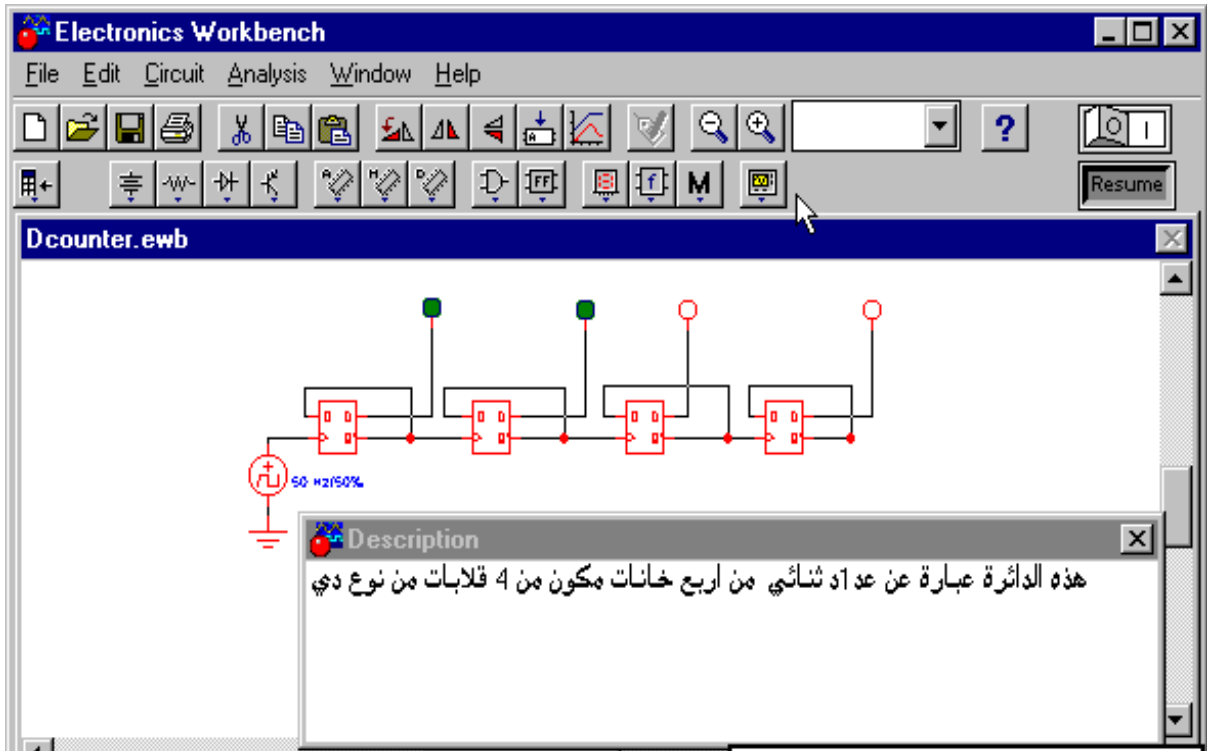 Electronics Workbench
File Edit Circuit Analysis Window Help
?
M
Resume
Dcounter.ewb
50 Hz/50%
Description
هذه الدائرة عبارة عن عد1د ثنائي من اربع خانات مكون من 4 قلابات من نوع دي